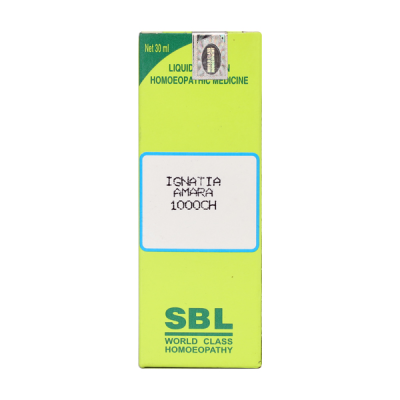 Net 30 ml
LIQUID
HOMOEOPATHIC MEDICINE
IGNATIA
AMARA
1000CH
SBL
WORLD CLASS
HOMOEOPATHY